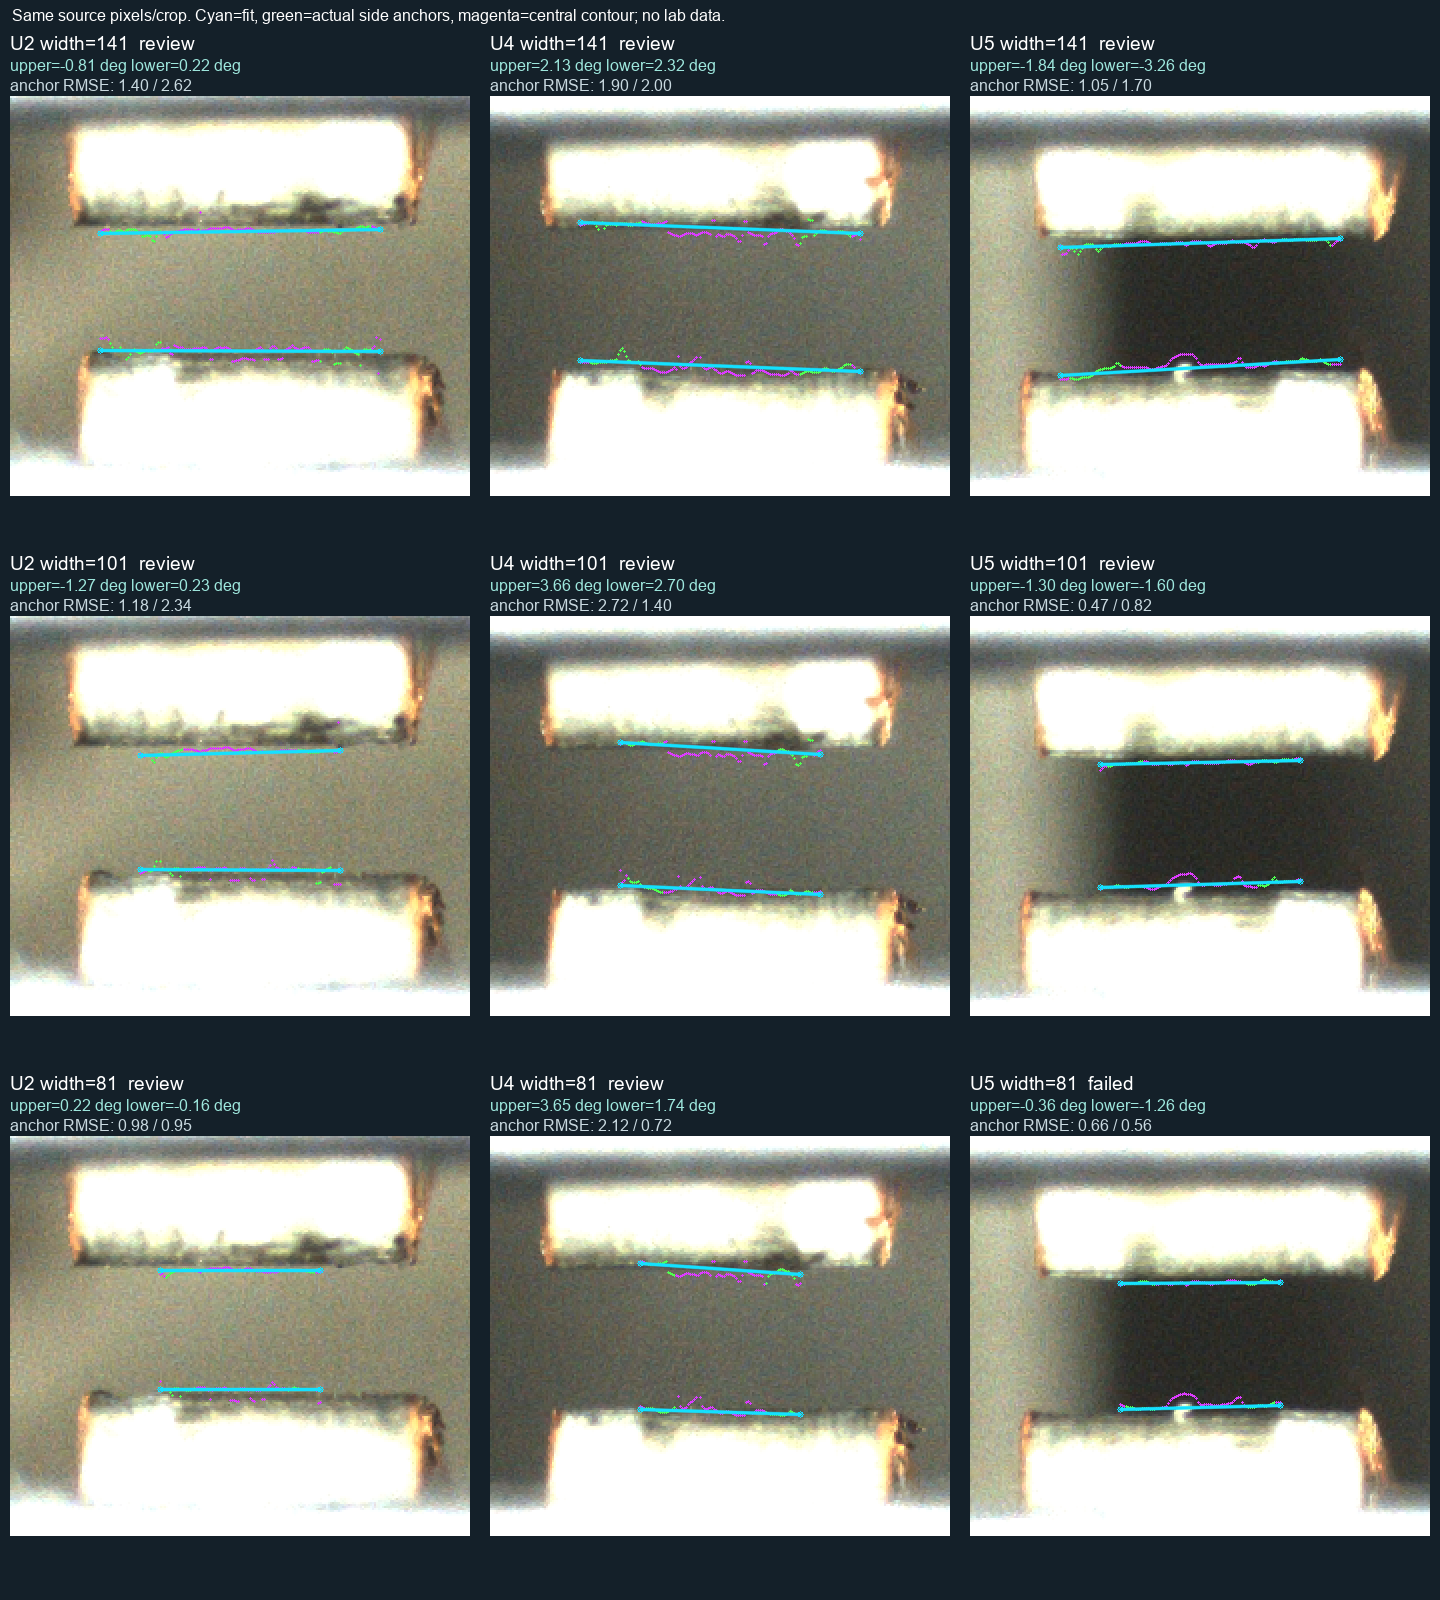 Same source pixels/crop. Cyan=fit, green=actual side anchors, magenta=central contour; no lab data.
U2 width=141 review
upper=-0.81 deg lower=0.22 deg
anchor RMSE: 1.40 / 2.62
U4 width=141 review
upper=2.13 deg lower=2.32 deg
anchor RMSE: 1.90 / 2.00
U5 width=141 review
upper=-1.84 deg lower=-3.26 deg
anchor RMSE: 1.05 / 1.70
U2 width=101 review
upper=-1.27 deg lower=0.23 deg
anchor RMSE: 1.18 / 2.34
U4 width=101 review
upper=3.66 deg lower=2.70 deg
anchor RMSE: 2.72 / 1.40
U5 width=101 review
upper=-1.30 deg lower=-1.60 deg
anchor RMSE: 0.47 / 0.82
U2 width=81 review
upper=0.22 deg lower=-0.16 deg
anchor RMSE: 0.98 / 0.95
U4 width=81 review
upper=3.65 deg lower=1.74 deg
anchor RMSE: 2.12 / 0.72
U5 width=81 failed
upper=-0.36 deg lower=-1.26 deg
anchor RMSE: 0.66 / 0.56